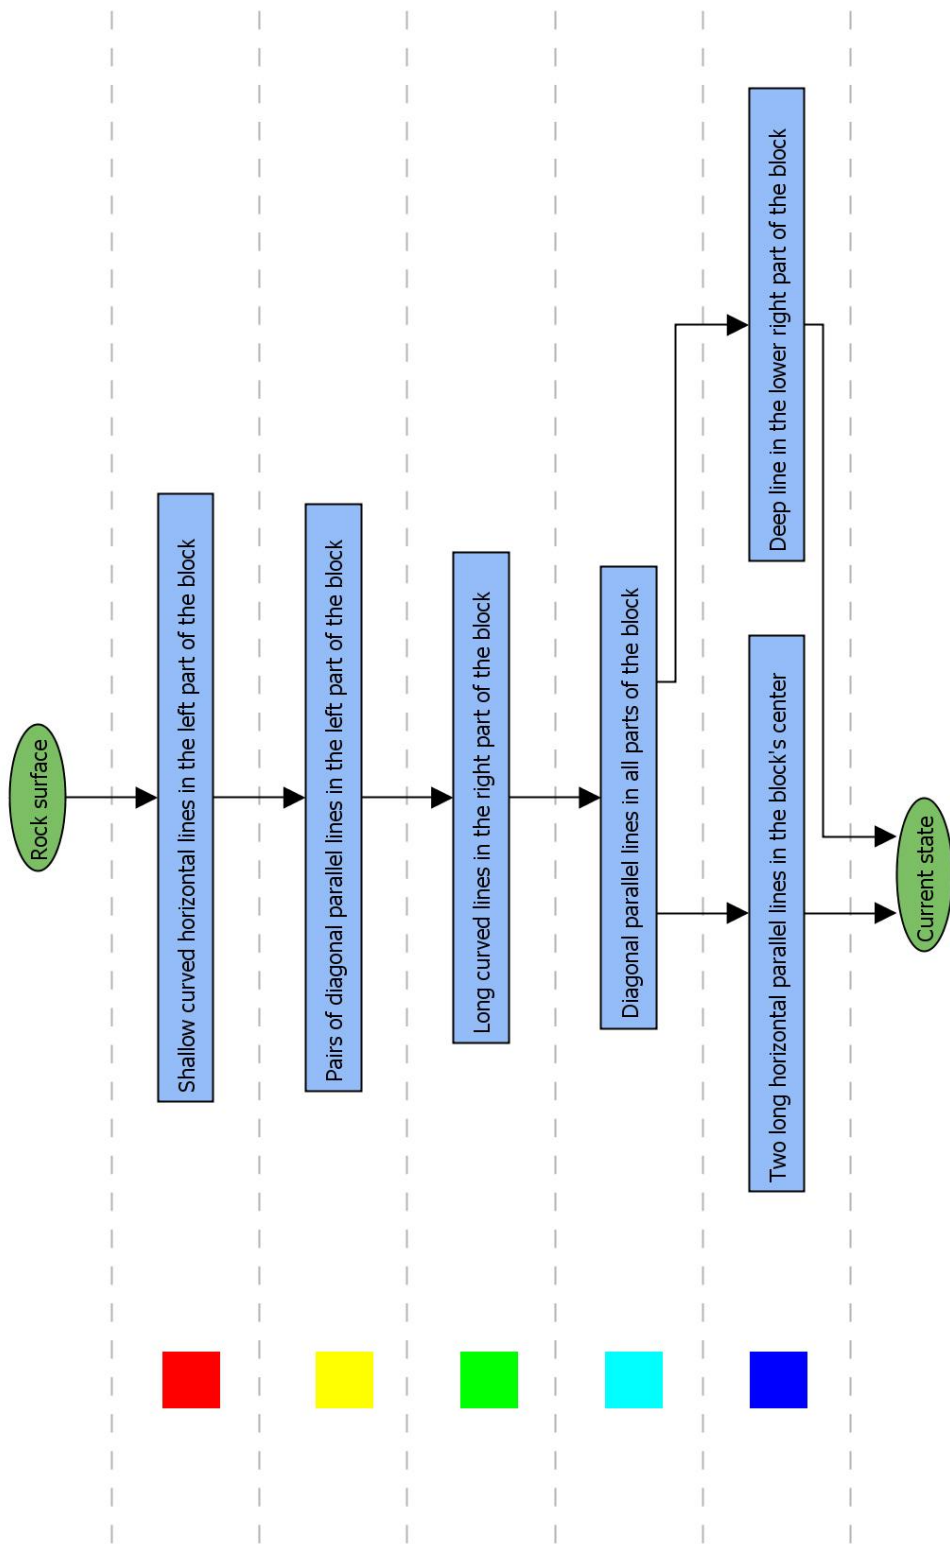 Rock surface
Shallow curved horizontal lines in the left part of the block
Pairs of diagonal parallel lines in the left part of the block
Long curved lines in the right part of the block
Diagonal parallel lines in all parts of the block
Two long horizontal parallel lines in the block's center
Deep line in the lower right part of the block
Current state